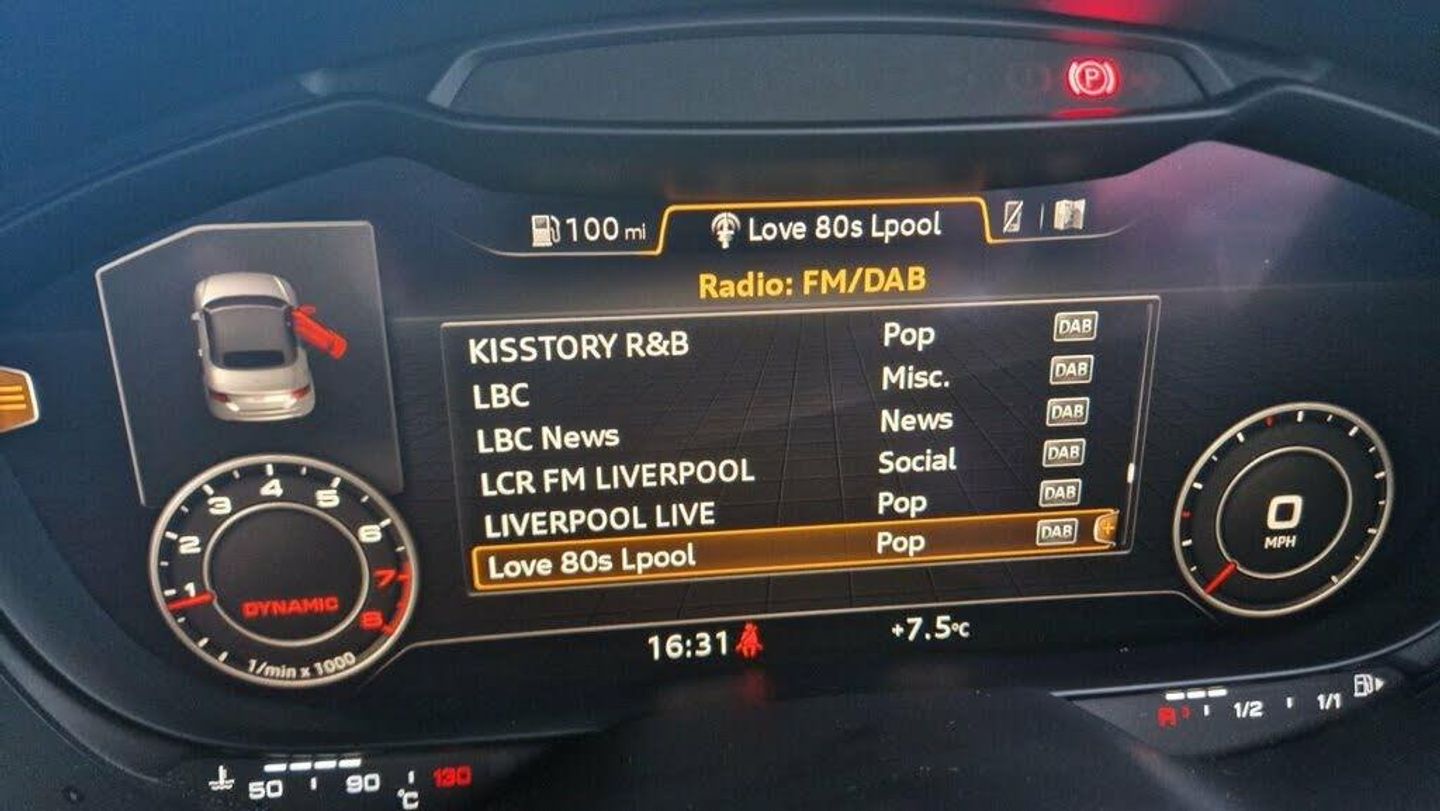 P
100 mi
Love 80s Lpool
Radio: FM/DAB
KISSTORY R&B Pop DAB
LBC Misc. DAB
LBC News News DAB
LCR FM LIVERPOOL Social DAB
LIVERPOOL LIVE Pop DAB
Love 80s Lpool Pop DAB +
1 2 3 4 5 6 7 8
DYNAMIC
1/min x 1000
0
MPH
16:31
+7.5°C
50 90 °C 130
1/2 1/1